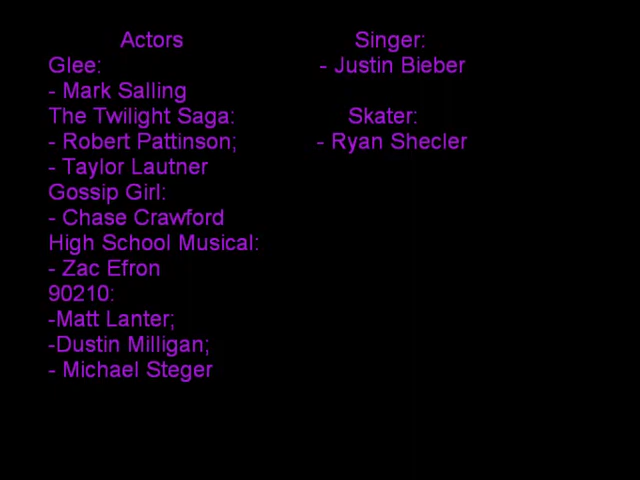 Actors
Glee:
- Mark Salling
The Twilight Saga:
- Robert Pattinson;
- Taylor Lautner
Gossip Girl:
- Chase Crawford
High School Musical:
- Zac Efron
90210:
-Matt Lanter;
-Dustin Milligan;
- Michael Steger
Singer:
- Justin Bieber
Skater:
- Ryan Shecler